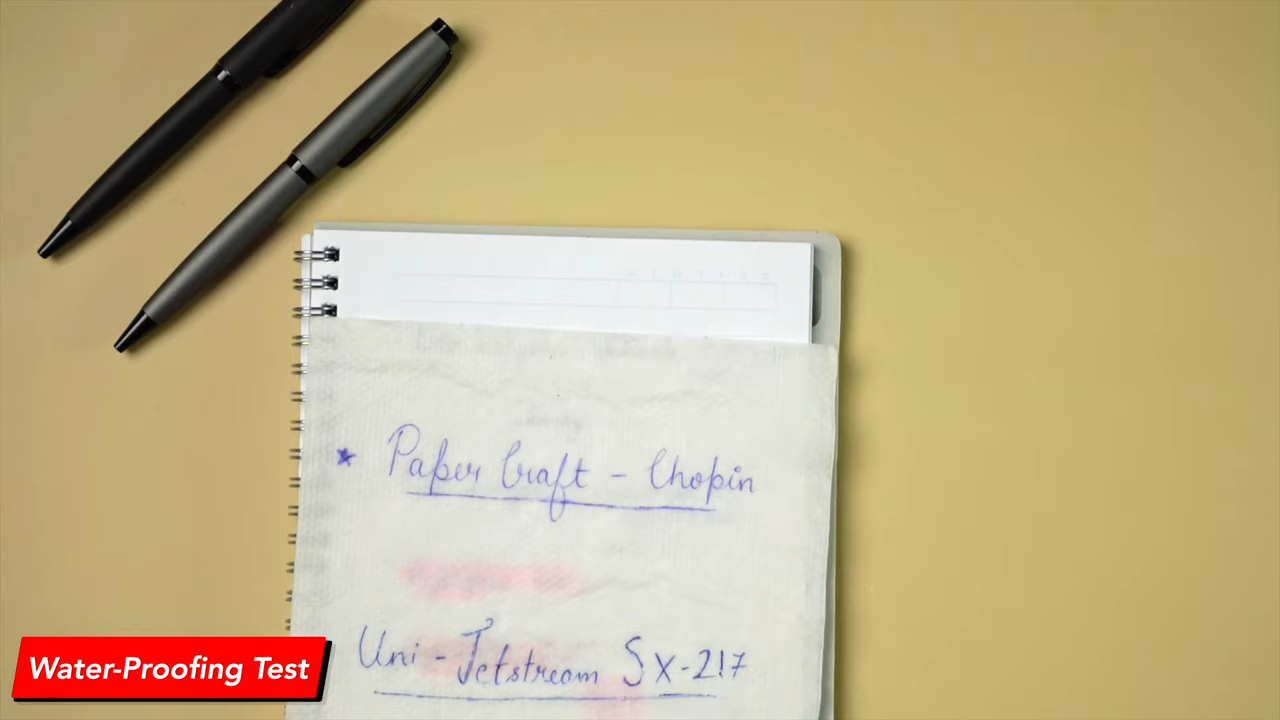 * Paper Craft - Chopin
Uni-Jetstream SX-217
Water-Proofing Test